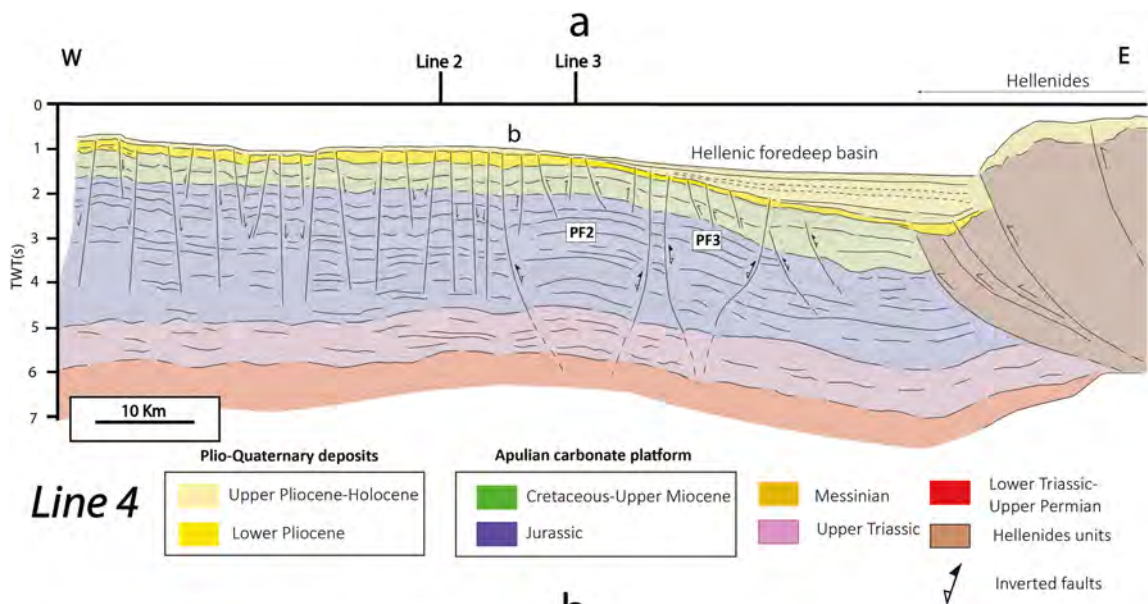 a
W
E
Line 2
Line 3
Hellenides
0
b
1
Hellenic foredeep basin
2
PF2
PF3
3
TWT(s)
4
5
6
7
10 Km
Plio-Quaternary deposits
Apulian carbonate platform
Line 4
Upper Pliocene-Holocene
Lower Pliocene
Cretaceous-Upper Miocene
Jurassic
Messinian
Upper Triassic
Lower Triassic-
Upper Permian
Hellenides units
Inverted faults